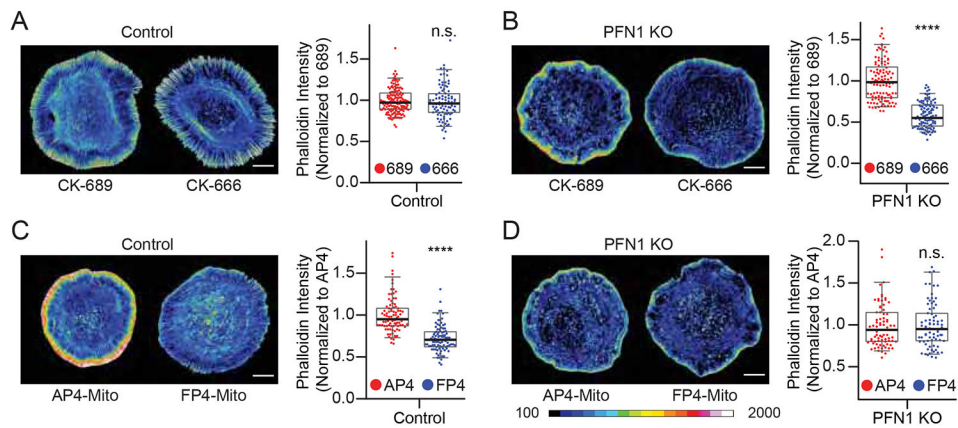 A
Control
CK-689
CK-666
Phalloidin Intensity
(Normalized to 689)
n.s.
1.5
1.0
0.5
0.0
689 666
Control
B
PFN1 KO
CK-689
CK-666
Phalloidin Intensity
(Normalized to 689)
****
1.5
1.0
0.5
0.0
689 666
PFN1 KO
C
Control
AP4-Mito
FP4-Mito
Phalloidin Intensity
(Normalized to AP4)
****
1.5
1.0
0.5
0.0
AP4 FP4
Control
D
PFN1 KO
AP4-Mito
FP4-Mito
100
2000
Phalloidin Intensity
(Normalized to AP4)
n.s.
2.0
1.5
1.0
0.5
0.0
AP4 FP4
PFN1 KO